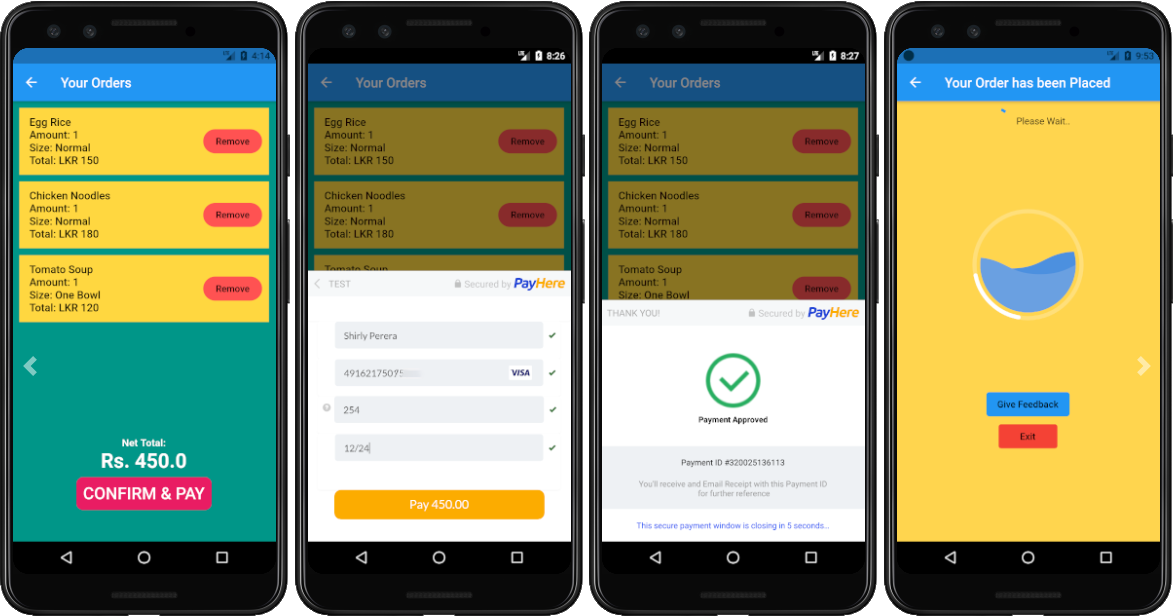 4:14
Your Orders
Egg Rice
Amount: 1
Size: Normal
Total: LKR 150
Remove
Chicken Noodles
Amount: 1
Size: Normal
Total: LKR 180
Remove
Tomato Soup
Amount: 1
Size: One Bowl
Total: LKR 120
Remove
Net Total:
Rs. 450.0
CONFIRM & PAY
8:26
Your Orders
Egg Rice
Amount: 1
Size: Normal
Total: LKR 150
Remove
Chicken Noodles
Amount: 1
Size: Normal
Total: LKR 180
Remove
Tomato Soup
TEST
Secured by PayHere
Shirly Perera
VISA
254
12/24
Pay 450.00
8:27
Your Orders
Egg Rice
Amount: 1
Size: Normal
Total: LKR 150
Remove
Chicken Noodles
Amount: 1
Size: Normal
Total: LKR 180
Remove
Tomato Soup
Amount: 1
Size: One Bowl
Remove
THANK YOU!
Secured by PayHere
Payment Approved
Payment ID #320025136113
You'll receive and Email Receipt with this Payment ID
for further reference
This secure payment window is closing in 5 seconds...
9:53
Your Order has been Placed
Please Wait..
Give Feedback
Exit